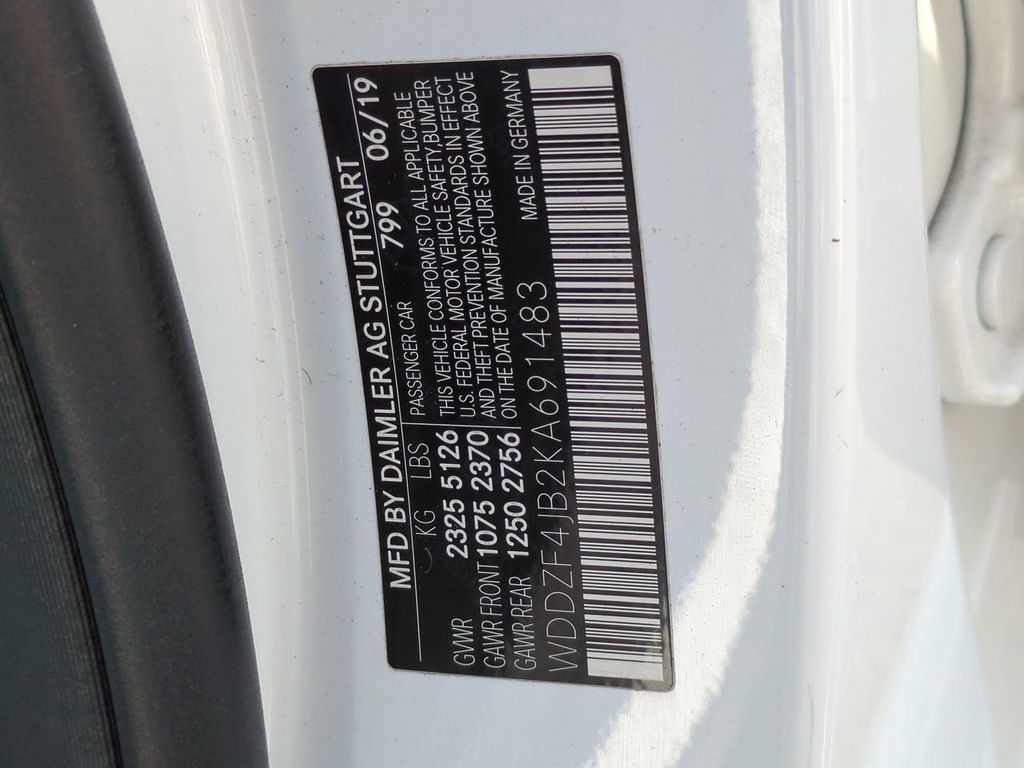 MFD BY DAIMLER AG STUTTGART
799 06/19
KG LBS PASSENGER CAR
GWR 2325 5126 THIS VEHICLE CONFORMS TO ALL APPLICABLE
GAWR FRONT 1075 2370 U.S. FEDERAL MOTOR VEHICLE SAFETY,BUMPER
GAWR REAR 1250 2756 AND THEFT PREVENTION STANDARDS IN EFFECT
ON THE DATE OF MANUFACTURE SHOWN ABOVE
MADE IN GERMANY
WDDZF4JB2KA691483